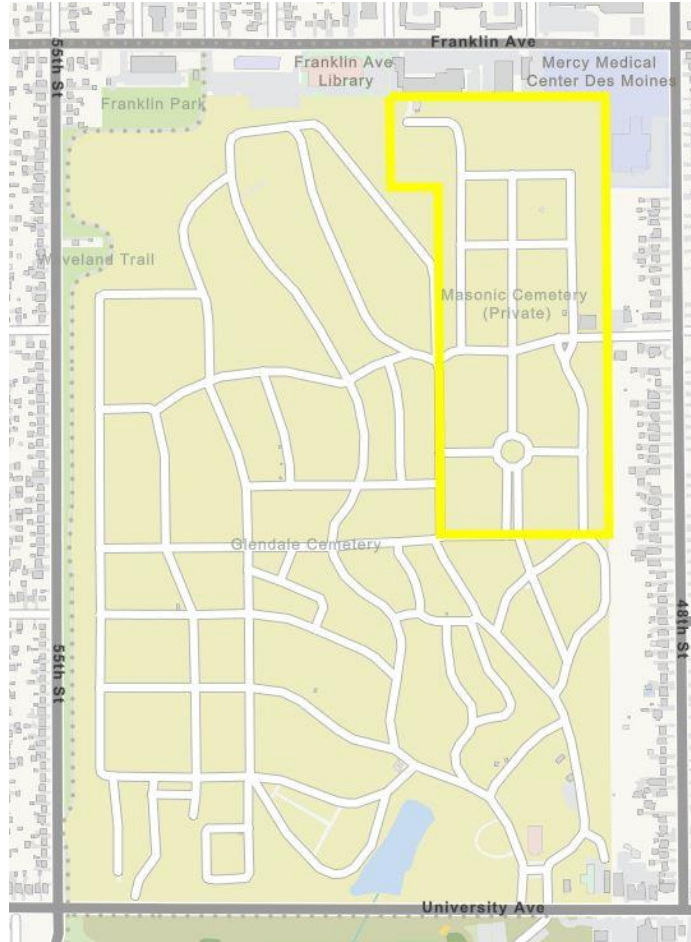 Franklin Ave
55th St
Franklin Ave
Library
Mercy Medical
Center Des Moines
Franklin Park
Waveland Trail
Masonic Cemetery
(Private)
Glendale Cemetery
48th St
55th St
University Ave